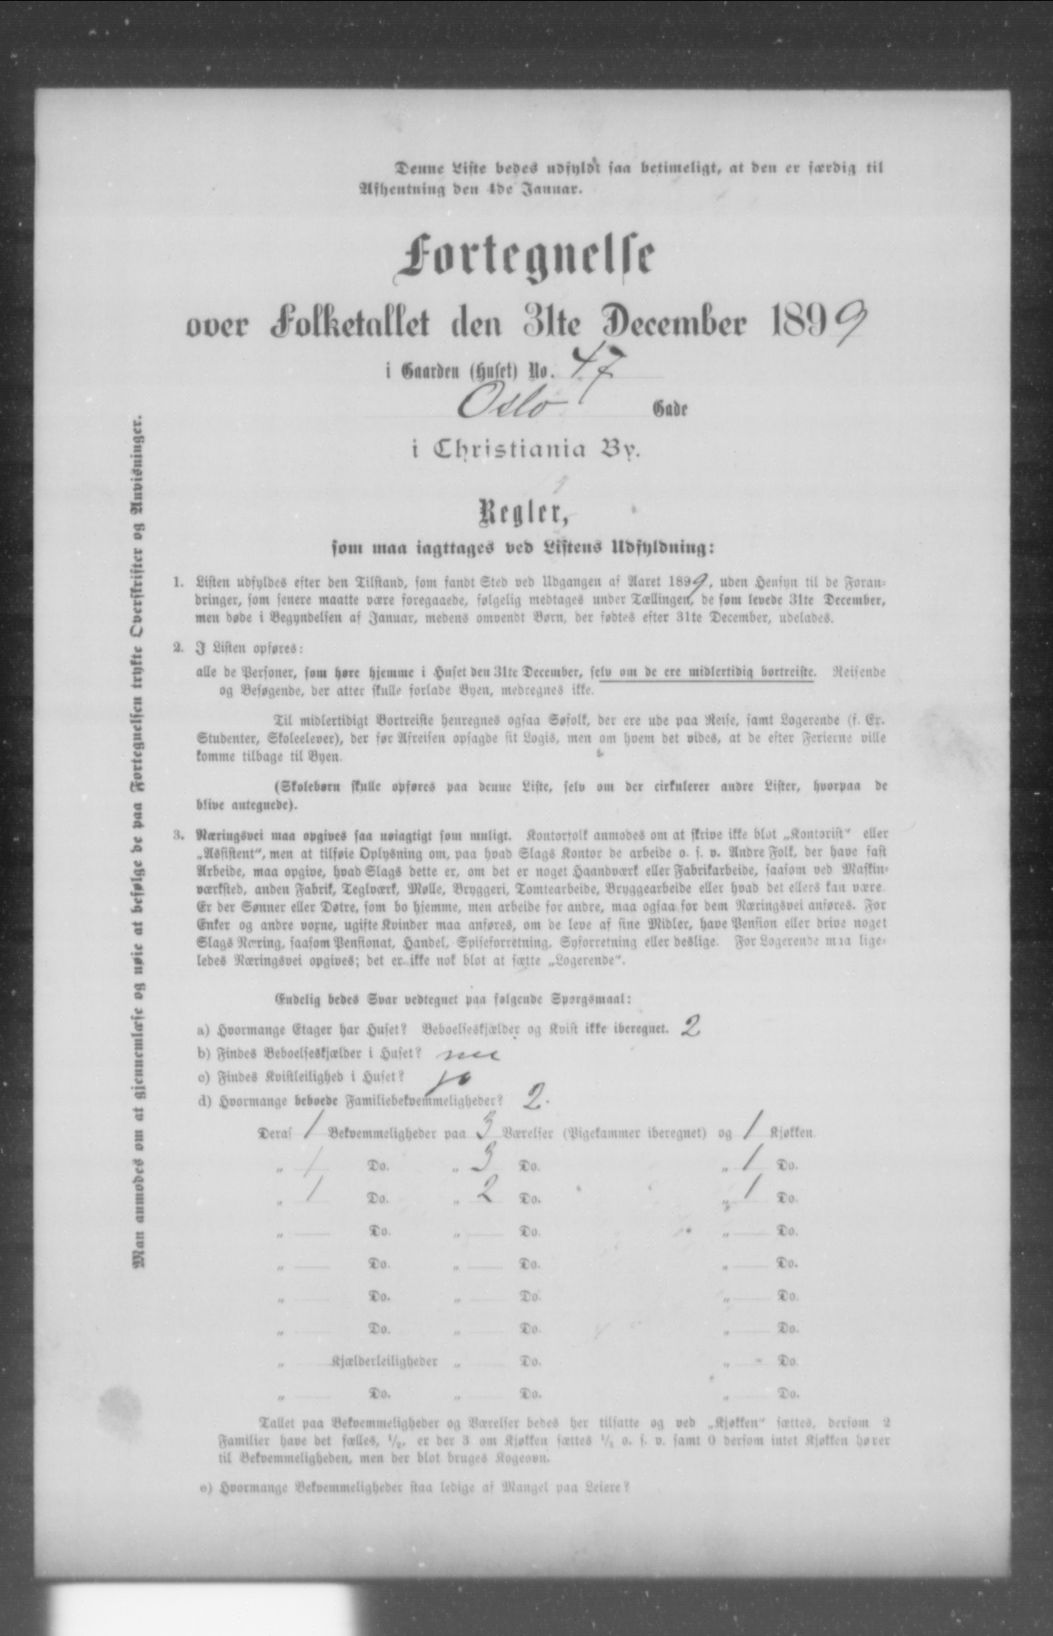 Denne Liste bedes udfyldt saa betimeligt, at den er færdig til
Afhentning den 4de Januar.
Fortegnelse
over Folketallet den 31te December 1899
i Gaarden (Huset) No. 47
Oslo Gade
i Christiania By.
Regler,
som maa iagttages ved Listens Udfyldning:
1. Listen udfyldes efter den Tilstand, som fandt Sted ved Udgangen af Aaret 1899, uden Hensyn til de Foran-
dringer, som senere maatte være foregaaede, følgelig medtages under Tællingen, de som levede 31te December,
men døde i Begyndelsen af Januar, medens omvendt Børn, der fødtes efter 31te December, udelades.
2. I Listen opføres:
alle de Personer, som høre hjemme i Huset den 31te December, selv om de ere midlertidig bortreiste. Reisende
og Besøgende, der atter skulle forlade Byen, medregnes ikke.
Til midlertidigt Bortreiste henregnes ogsaa Søfolk, der ere ude paa Reise, samt Logerende (f. Ex.
Studenter, Skoleelever), der før Afreisen opsagde sit Logis, men om hvem det vides, at de efter Ferierne ville
komme tilbage til Byen.
(Skolebørn skulle opføres paa denne Liste, selv om der cirkulerer andre Lister, hvorpaa de
blive antegnede).
3. Næringsvei maa opgives saa nøiagtigt som muligt. Kontorfolk anmodes om at skrive ikke blot „Kontorist“ eller
„Assistent“, men at tilføie Oplysning om, paa hvad Slags Kontor de arbeide o. s. v. Andre Folk, der have fast
Arbeide, maa opgive, hvad Slags dette er, om det er noget Haandværk eller Fabrikarbeide, saasom ved Maskin-
værksted, anden Fabrik, Teglværk, Mølle, Bryggeri, Tomtearbeide, Bryggearbeide eller hvad det ellers kan være.
Er der Sønner eller Døtre, som bo hjemme, men arbeide for andre, maa ogsaa for dem Næringsvei anføres. For
Enker og andre voxne, ugifte Kvinder maa anføres, om de leve af sine Midler, have Pension eller drive noget
Slags Næring, saasom Pensionat, Handel, Spiseforretning, Syforretning eller deslige. For Logerende maa lige-
ledes Næringsvei opgives; det er ikke nok blot at sætte „Logerende“.
Endelig bedes Svar vedtegnet paa følgende Spørgsmaal:
a) Hvormange Etager har Huset? Beboelseskjælder og Kvist ikke iberegnet. 2
b) Findes Beboelseskjælder i Huset? nei
c) Findes Kvistleilighed i Huset? ja
d) Hvormange beboede Familiebekvemmeligheder? 2.
Deraf 1 Bekvemmeligheder paa 3 Værelser (Pigekammer iberegnet) og 1 Kjøkken
„ 1 Do. „ 3 Do. „ 1 Do.
„ 1 Do. „ 2 Do. „ 1 Do.
„ Do. „ Do. „ Do.
„ Do. „ Do. „ Do.
„ Do. „ Do. „ Do.
„ Do. „ Do. „ Do.
„ Kjælderleiligheder „ Do. „ Do.
„ Do. „ Do. „ Do.
Tallet paa Bekvemmeligheder og Værelser bedes her tilsatte og ved „Kjøkken“ sættes, dersom 2
Familier have det fælles, 1/2, er der 3 om Kjøkken sættes 1/3 o. s. v. samt 0 dersom intet Kjøkken hører
til Bekvemmeligheden, men der blot bruges Kogeovn.
e) Hvormange Bekvemmeligheder staa ledige af Mangel paa Leiere?
Man anmodes om at gjennemlæse og nøie at befølge de paa Fortegnelsen trykte Overskrifter og Anvisninger.